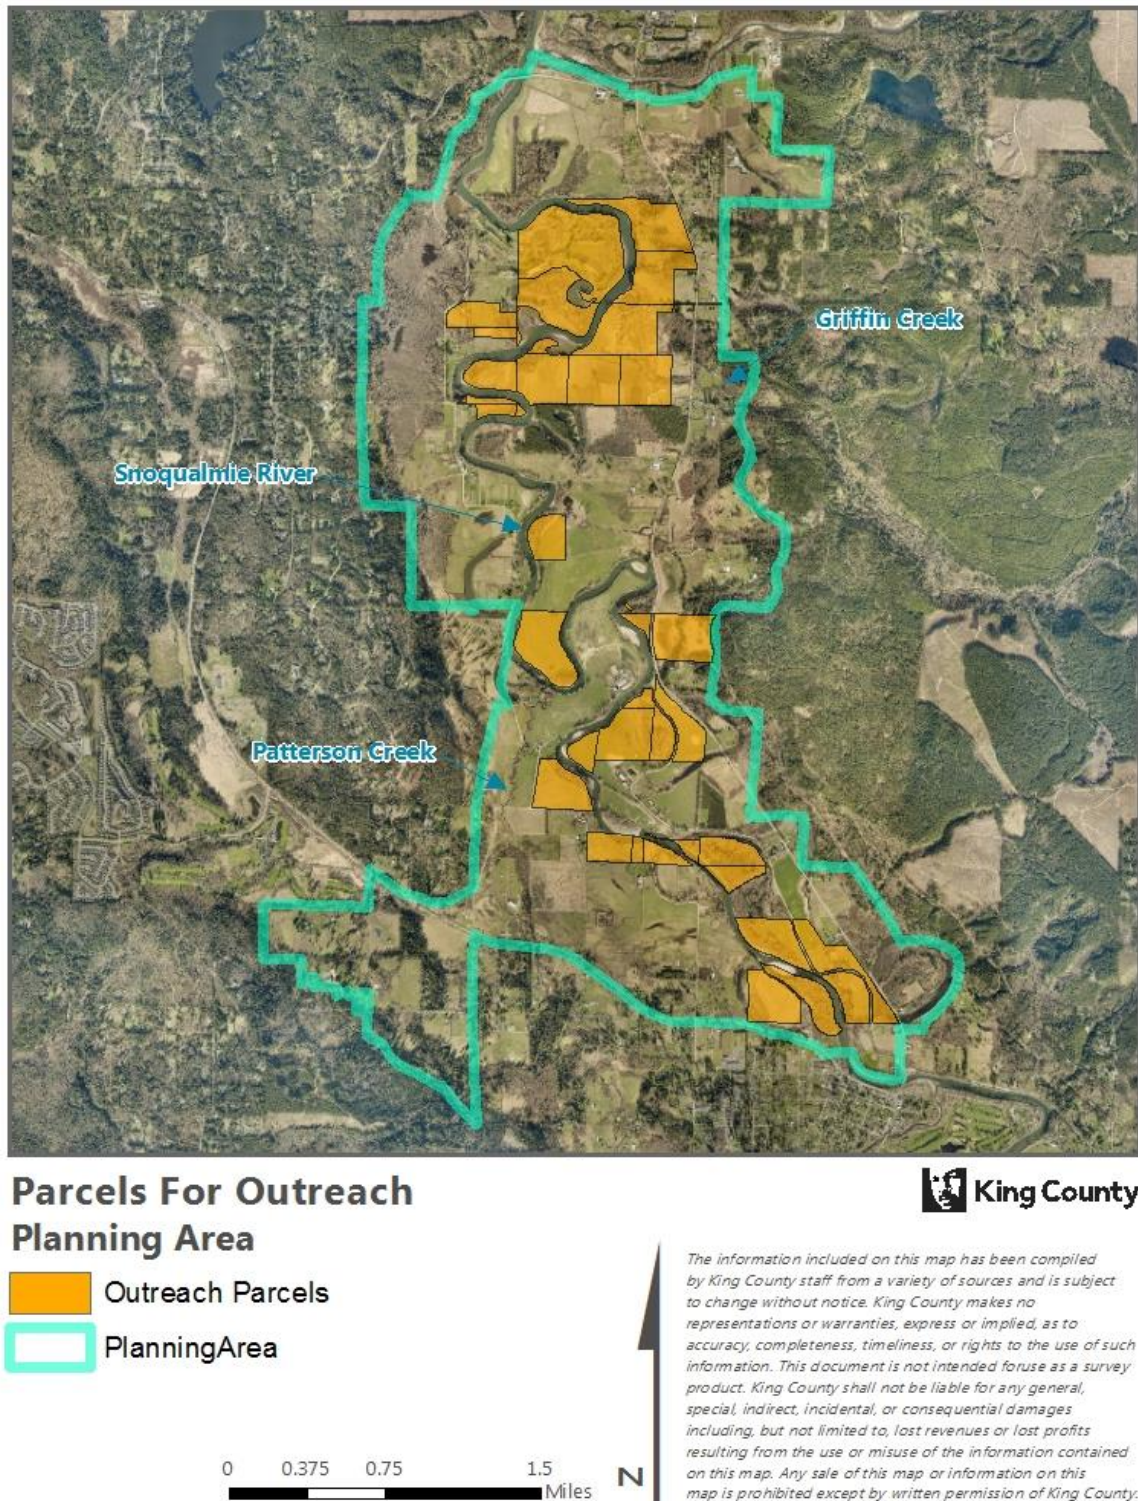 Griffin Creek
Snoqualmie River
Patterson Creek
Parcels For Outreach
Planning Area
Outreach Parcels
PlanningArea
King County
The information included on this map has been compiled
by King County staff from a variety of sources and is subject
to change without notice. King County makes no
representations or warranties, express or implied, as to
accuracy, completeness, timeliness, or rights to the use of such
information. This document is not intended foruse as a survey
product. King County shall not be liable for any general,
special, indirect, incidental, or consequential damages
including, but not limited to, lost revenues or lost profits
resulting from the use or misuse of the information contained
on this map. Any sale of this map or information on this
map is prohibited except by written permission of King County.
0 0.375 0.75 1.5
Miles
N